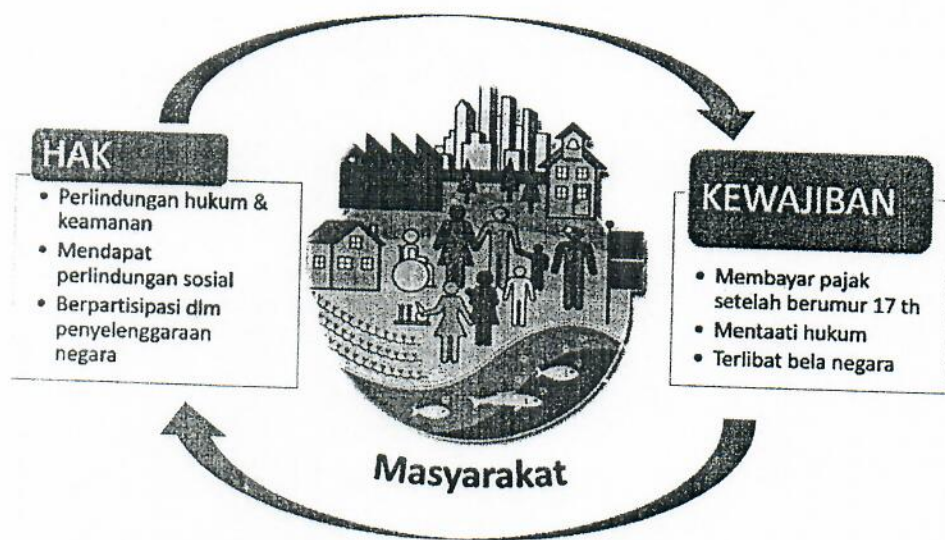 HAK
• Perlindungan hukum &
keamanan
• Mendapat
perlindungan sosial
• Berpartisipasi dlm
penyelenggaraan
negara
KEWAJIBAN
• Membayar pajak
setelah berumur 17 th
• Mentaati hukum
• Terlibat bela negara
Masyarakat